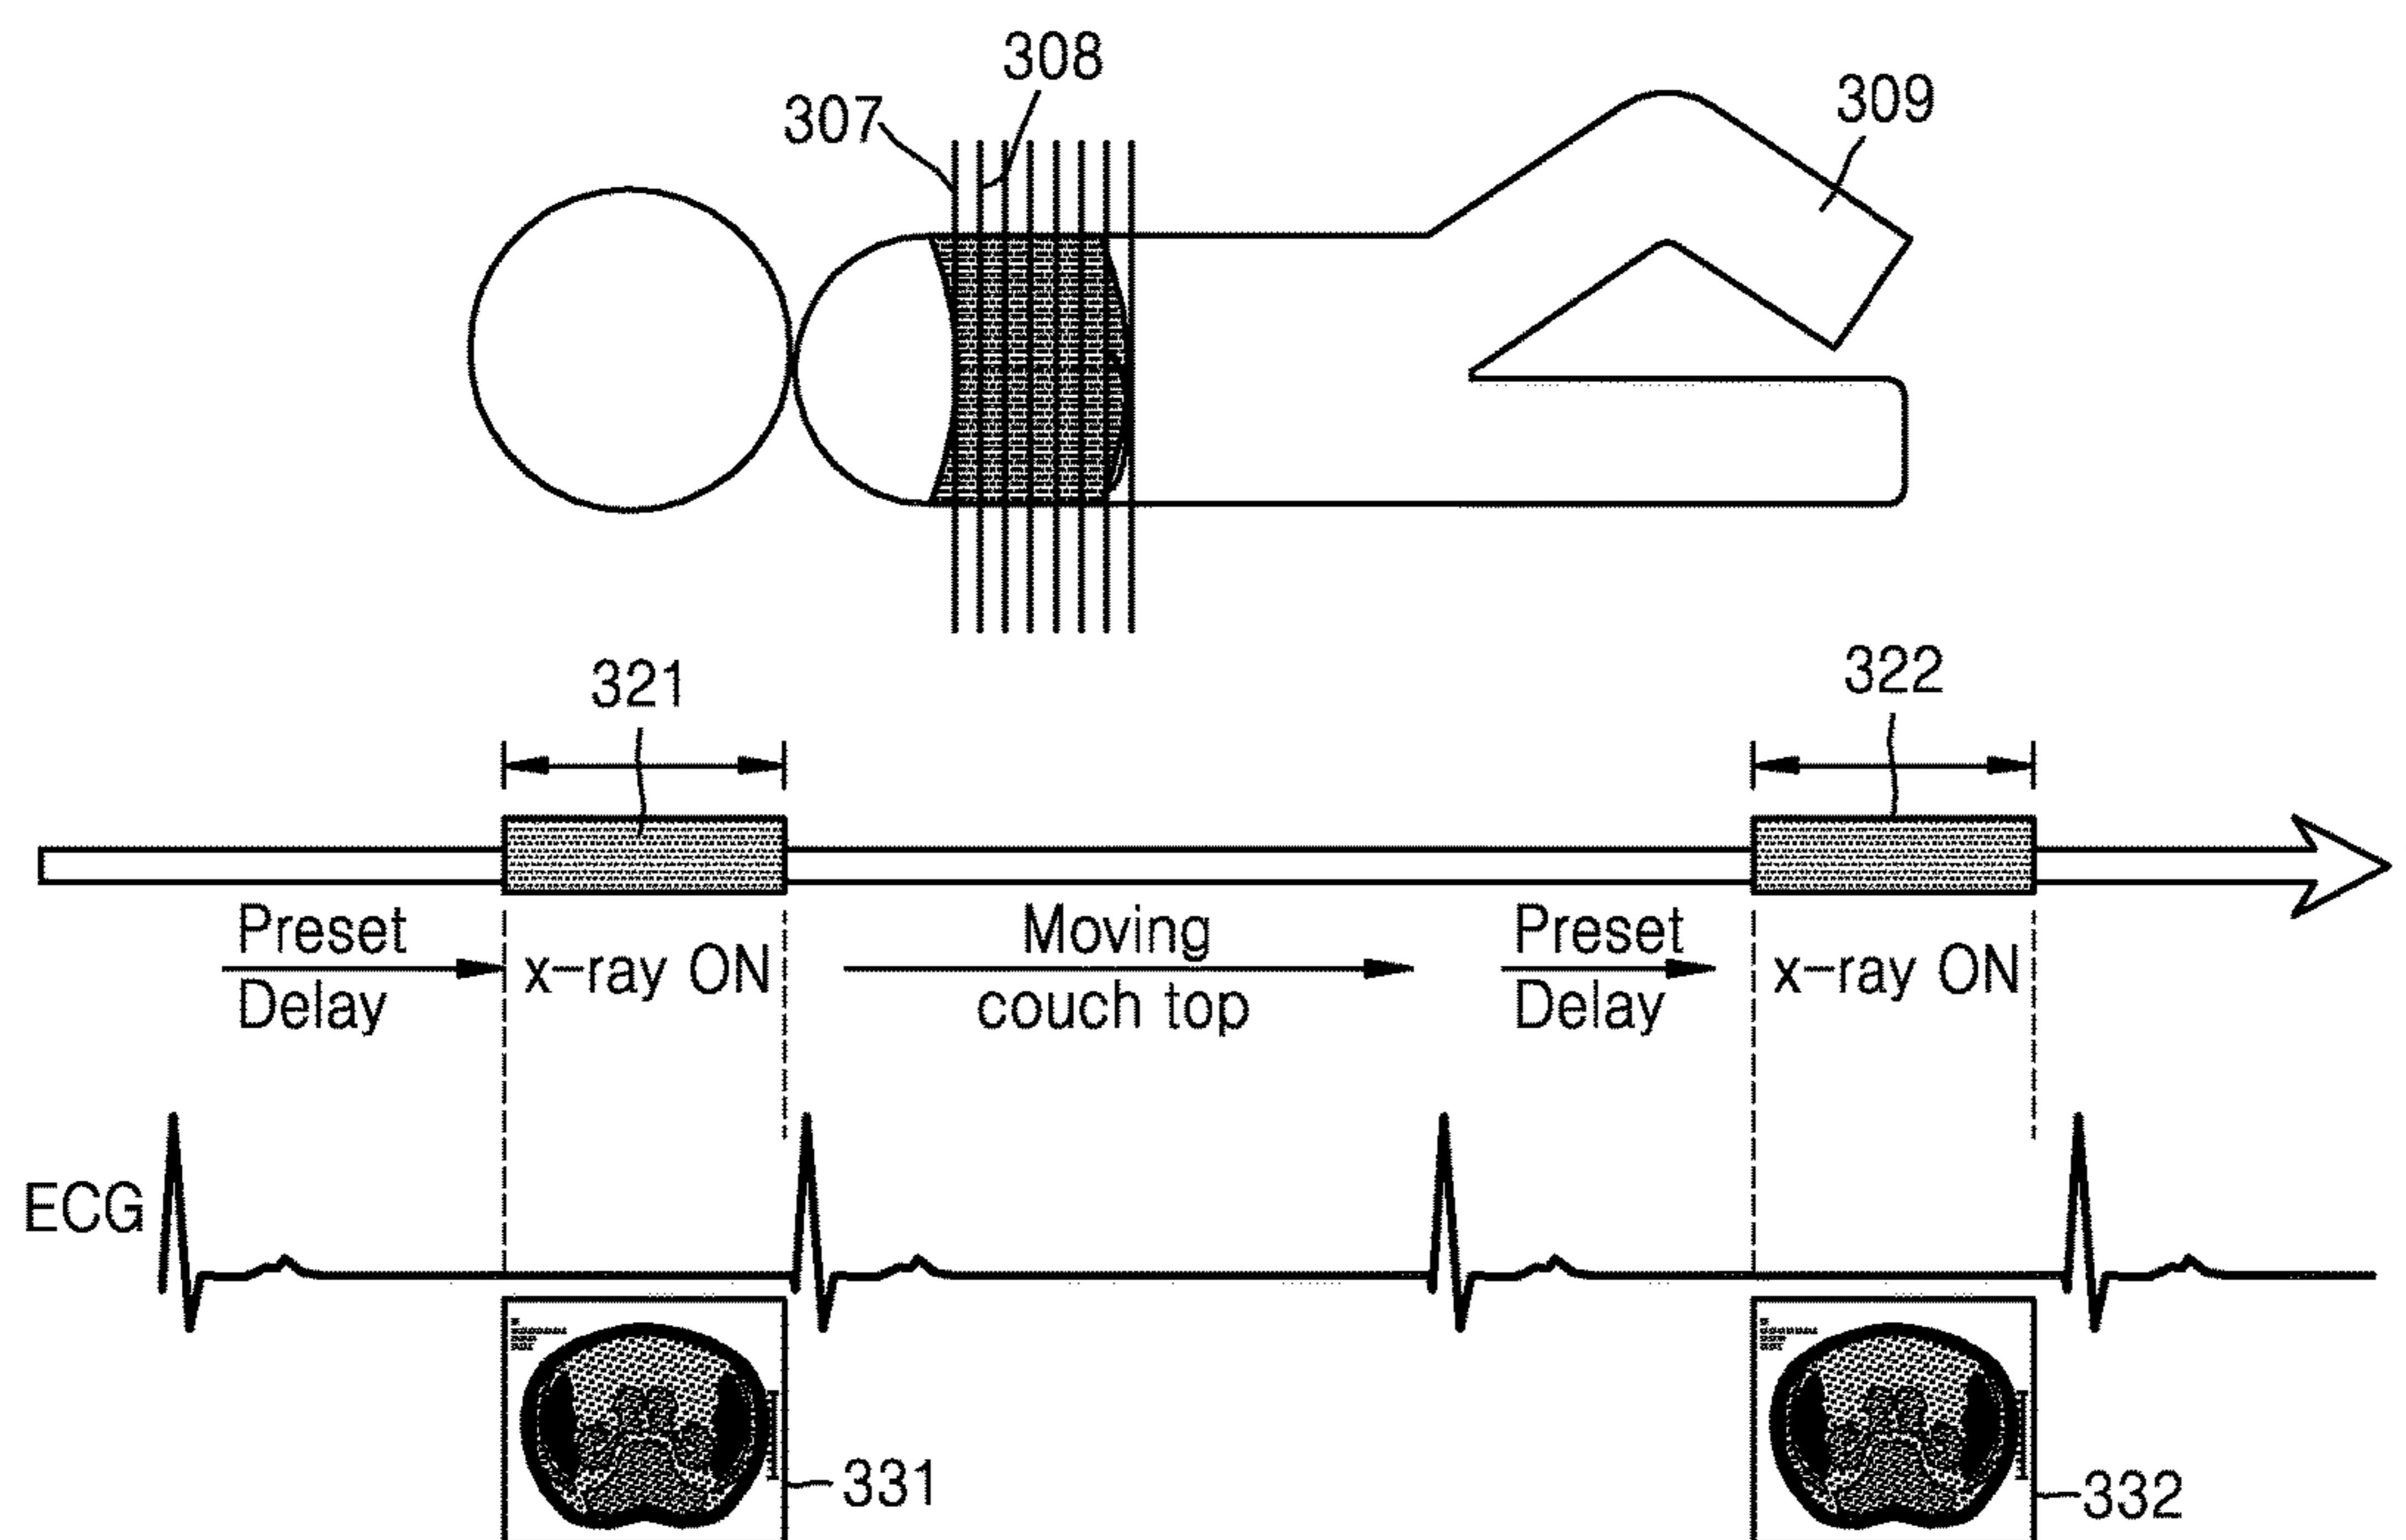 308
307
309
321
322
Preset
Delay
x-ray ON
Moving
couch top
Preset
Delay
x-ray ON
ECG
331
332